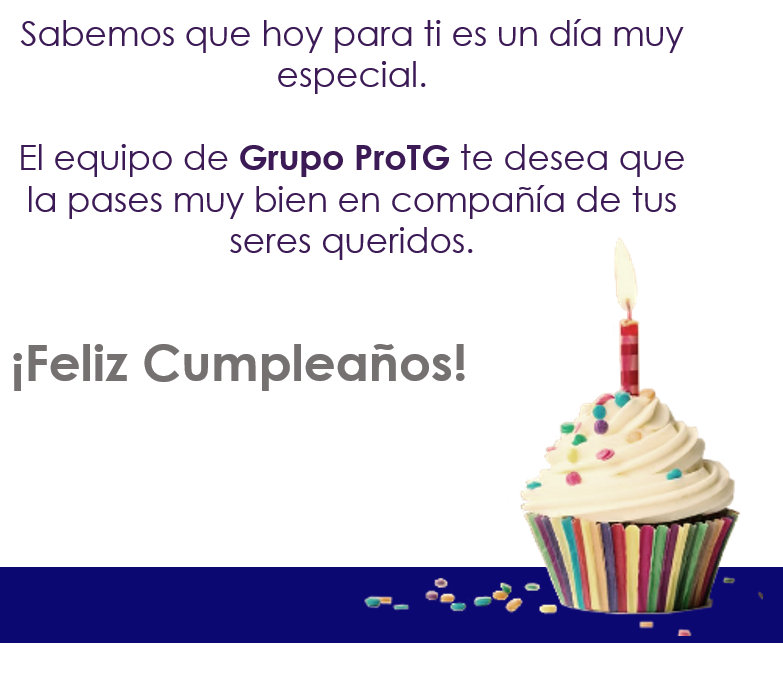 Sabemos que hoy para ti es un día muy
especial.
El equipo de Grupo ProTG te desea que
la pases muy bien en compañía de tus
seres queridos.
¡Feliz Cumpleaños!